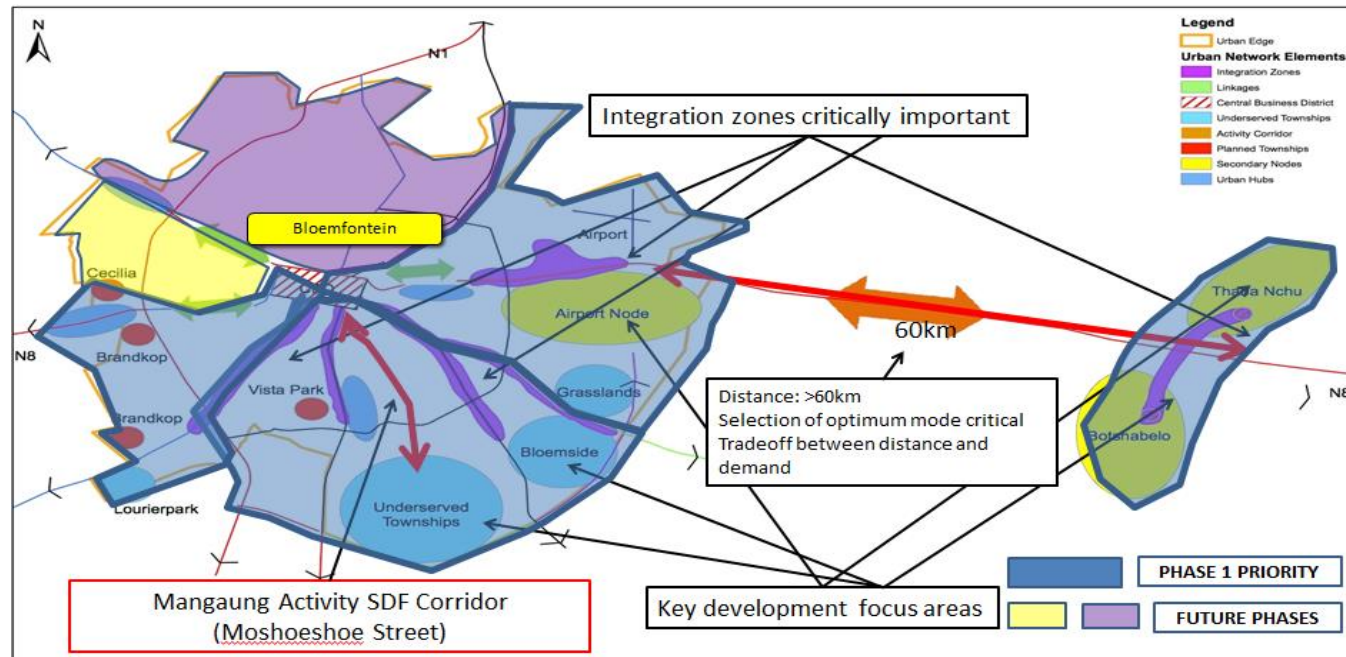 N
N1
Legend
Urban Edge
Urban Network Elements
Integration Zones
Linkages
Central Business District
Underserved Townships
Activity Corridor
Planned Townships
Secondary Nodes
Urban Hubs
Integration zones critically important
Bloemfontein
Airport
Cecilia
Airport Node
Thaba Nchu
60km
N8
Brandkop
Vista Park
Grasslands
N8
Distance: >60km
Selection of optimum mode critical
Tradeoff between distance and
demand
Brandkop
Bloemside
Botshabelo
Lourierpark
Underserved
Townships
Mangaung Activity SDF Corridor
(Moshoeshoe Street)
Key development focus areas
PHASE 1 PRIORITY
FUTURE PHASES